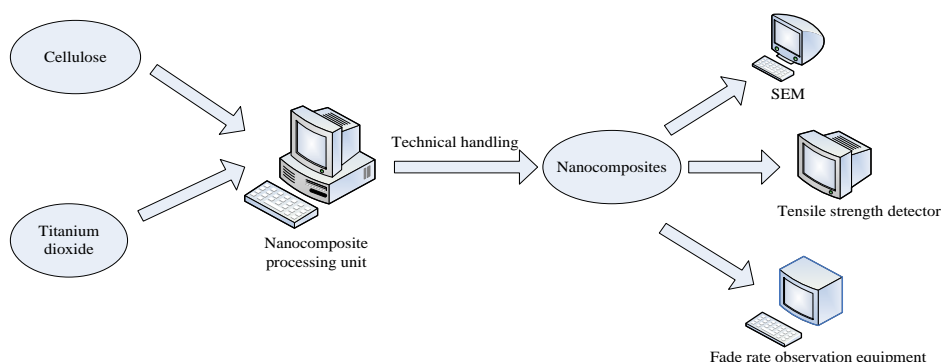 Cellulose
Titanium
dioxide
Nanocomposite
processing unit
Technical handling
Nanocomposites
SEM
Tensile strength detector
Fade rate observation equipment